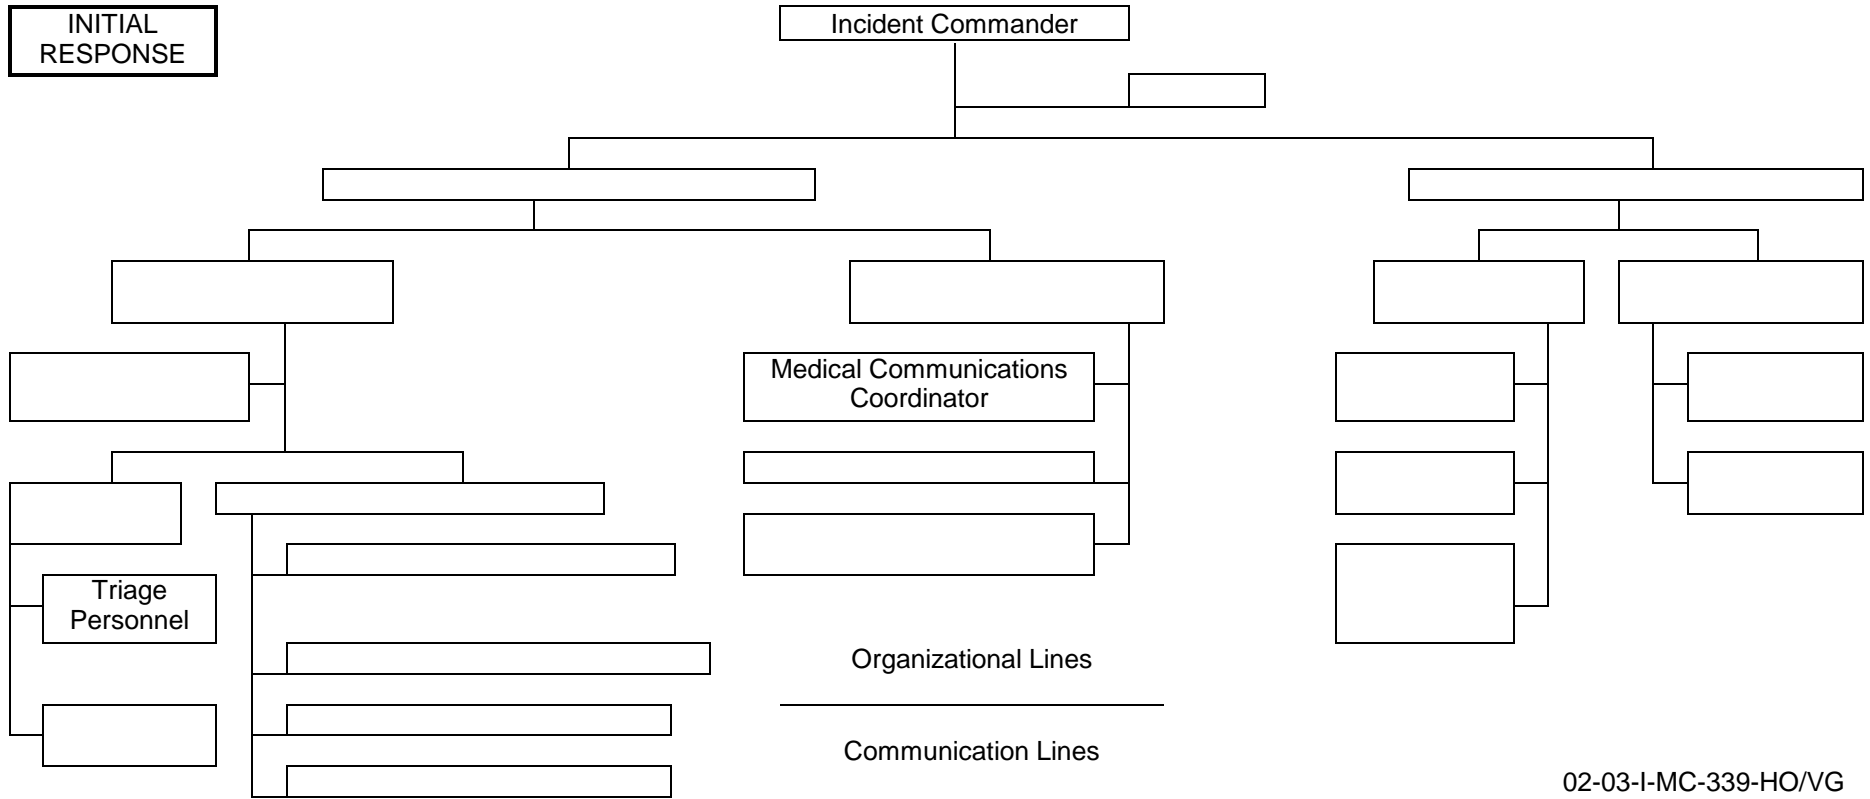 INITIAL
RESPONSE
Incident Commander
Medical Communications
Coordinator
Triage
Personnel
Organizational Lines
Communication Lines
02-03-I-MC-339-HO/VG